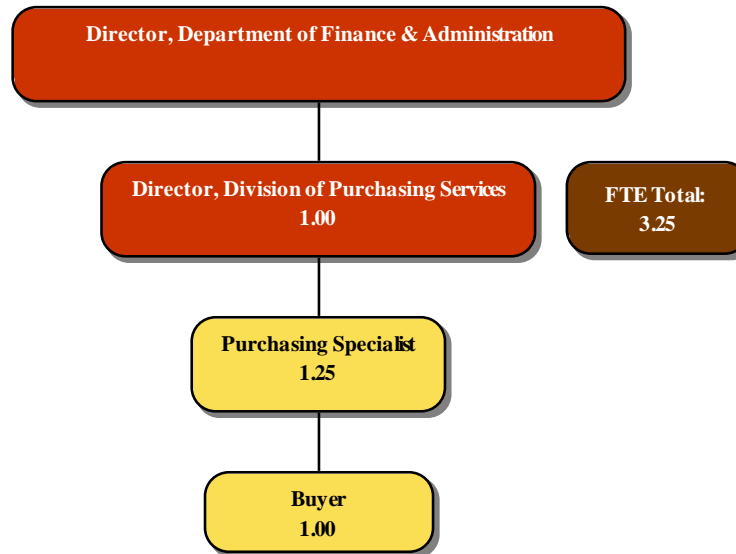 Director, Department of Finance & Administration
Director, Division of Purchasing Services
1.00
FTE Total:
3.25
Purchasing Specialist
1.25
Buyer
1.00